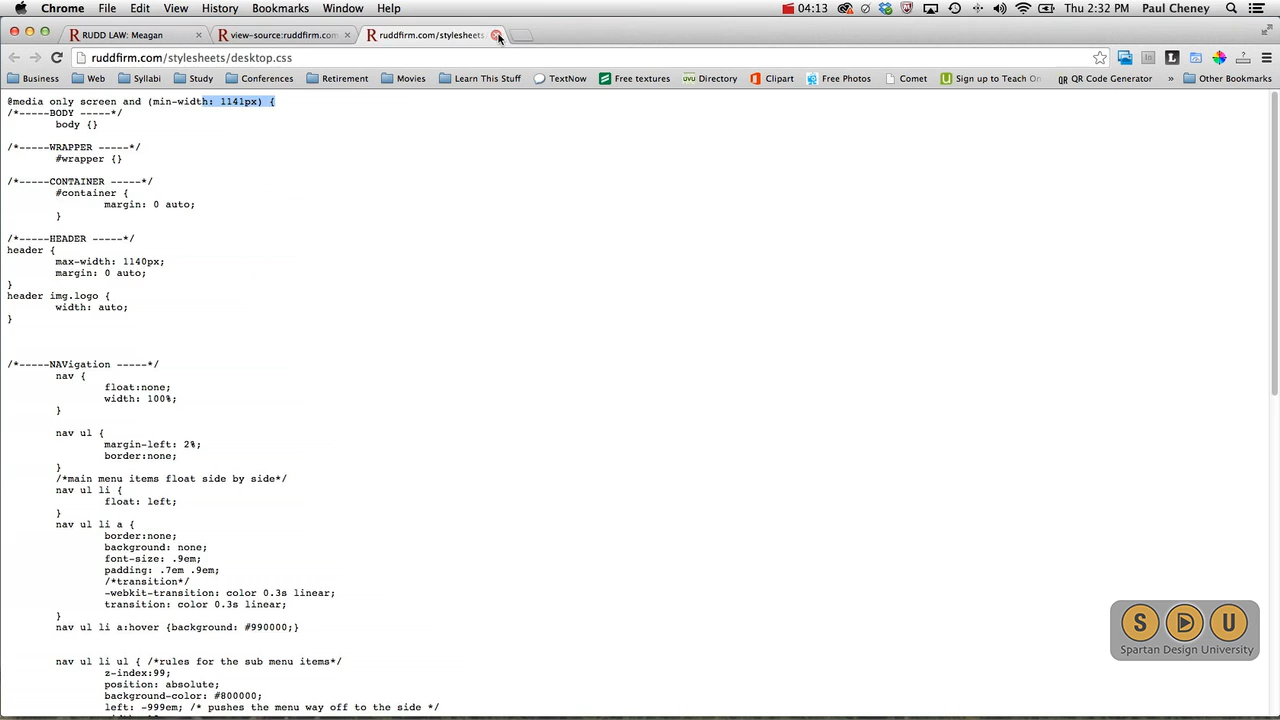 Chrome File Edit View History Bookmarks Window Help 04:13 Thu 2:32 PM Paul Cheney
RUDD LAW: Meagan view-source:ruddfirm.com ruddfirm.com/stylesheets
ruddfirm.com/stylesheets/desktop.css
Business Web Syllabi Study Conferences Retirement Movies Learn This Stuff TextNow Free textures Directory Clipart Free Photos Comet Sign up to Teach On QR Code Generator » Other Bookmarks
@media only screen and (min-width: 1141px) {
/*-----BODY -----*/
body {}
/*-----WRAPPER -----*/
#wrapper {}
/*-----CONTAINER -----*/
#container {
margin: 0 auto;
}
/*-----HEADER -----*/
header {
max-width: 1140px;
margin: 0 auto;
}
header img.logo {
width: auto;
}
/*-----NAVigation -----*/
nav {
float:none;
width: 100%;
}
nav ul {
margin-left: 2%;
border:none;
}
/*main menu items float side by side*/
nav ul li {
float: left;
}
nav ul li a {
border:none;
background: none;
font-size: .9em;
padding: .7em .9em;
/*transition*/
-webkit-transition: color 0.3s linear;
transition: color 0.3s linear;
}
nav ul li a:hover {background: #990000;}
nav ul li ul { /*rules for the sub menu items*/
z-index:99;
position: absolute;
background-color: #800000;
left: -999em; /* pushes the menu way off to the side */
S D U
Spartan Design University